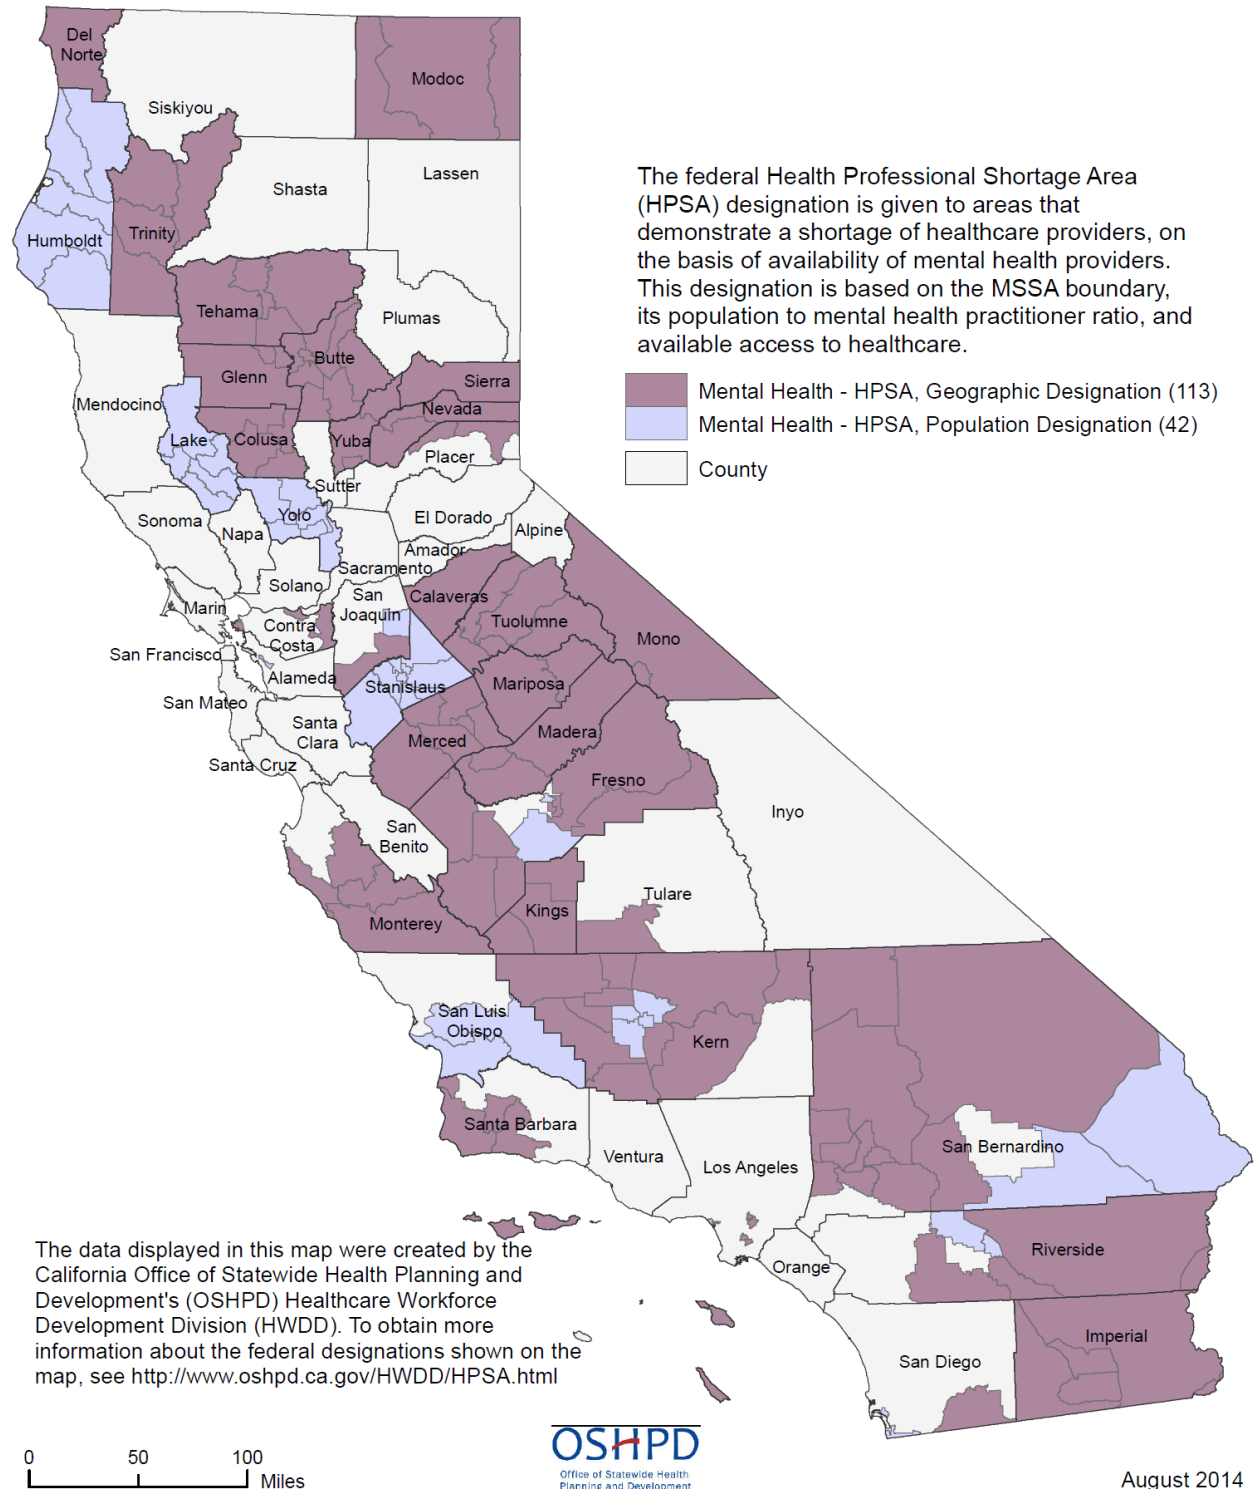 Del
Norte
Modoc
Siskiyou
Shasta
Lassen
The federal Health Professional Shortage Area
(HPSA) designation is given to areas that
demonstrate a shortage of healthcare providers, on
the basis of availability of mental health providers.
This designation is based on the MSSA boundary,
its population to mental health practitioner ratio, and
available access to healthcare.
Humboldt
Trinity
Tehama
Plumas
Butte
Glenn
Sierra
Mental Health - HPSA, Geographic Designation (113)
Mental Health - HPSA, Population Designation (42)
County
Mendocino
Nevada
Lake
Colusa
Yuba
Placer
Sutter
Sonoma
Yolo
El Dorado
Napa
Alpine
Amador
Sacramento
Solano
San
Joaquin
Calaveras
Marin
Contra
Costa
Tuolumne
Mono
San Francisco
Alameda
Stanislaus
Mariposa
San Mateo
Santa
Clara
Merced
Madera
Santa Cruz
Fresno
Inyo
San
Benito
Tulare
Kings
Monterey
San Luis
Obispo
Kern
Santa Barbara
San Bernardino
Ventura
Los Angeles
Riverside
Orange
The data displayed in this map were created by the
California Office of Statewide Health Planning and
Development's (OSHPD) Healthcare Workforce
Development Division (HWDD). To obtain more
information about the federal designations shown on the
map, see http://www.oshpd.ca.gov/HWDD/HPSA.html
Imperial
San Diego
0 50 100
Miles
OSHPD
Office of Statewide Health
Planning and Development
August 2014